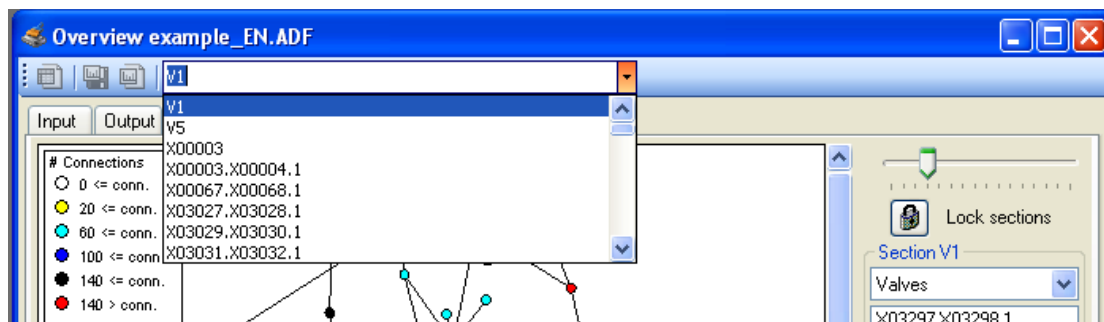 Overview example_EN.ADF
V1
V1
V5
X00003
X00003.X00004.1
X00067.X00068.1
X03027.X03028.1
X03029.X03030.1
X03031.X03032.1
Input
Output
# Connections
0 <= conn.
20 <= conn.
60 <= conn.
100 <= conn
140 <= conn.
140 > conn.
Lock sections
Section V1
Valves
X03297.X03298.1